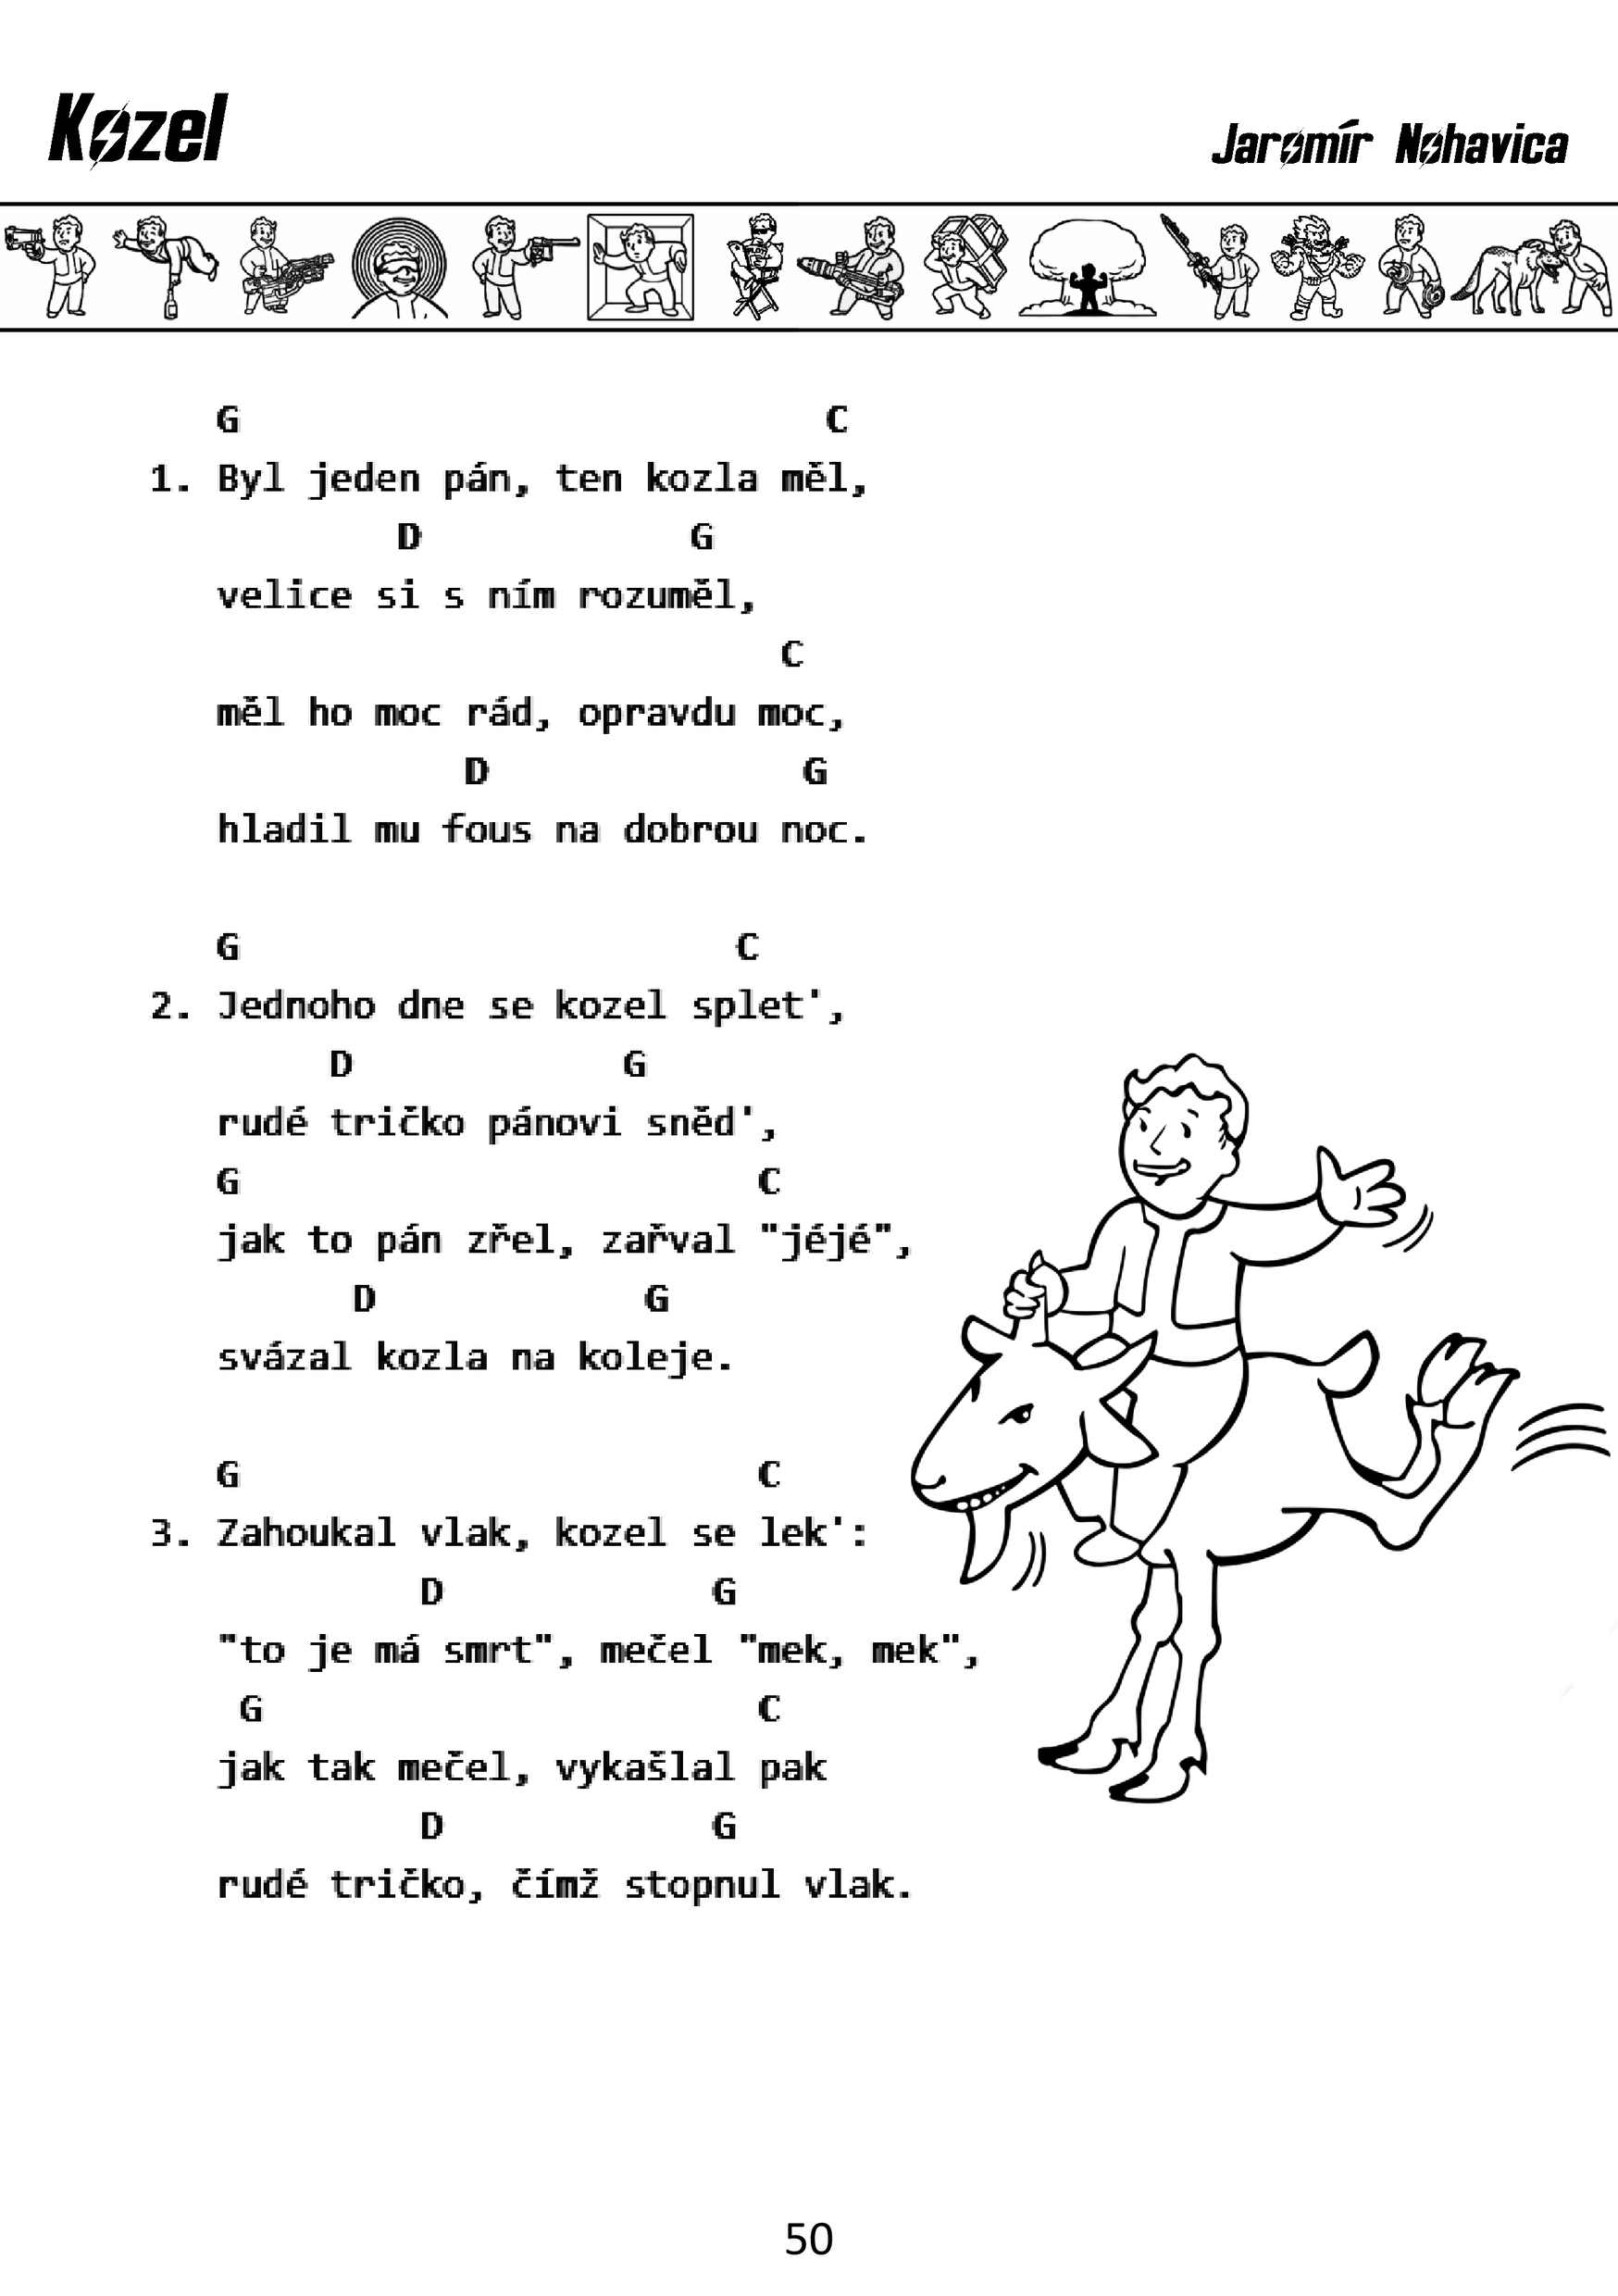 Kozel
Jaromír Nohavica
G                          C
1. Byl jeden pán, ten kozla měl,
D            G
velice si s ním rozuměl,
C
měl ho moc rád, opravdu moc,
D              G
hladil mu fous na dobrou noc.
G                      C
2. Jednoho dne se kozel splet',
D            G
rudé tričko pánovi sněd',
G                       C
jak to pán zřel, zařval "jéjé",
D            G
svázal kozla na koleje.
G                       C
3. Zahoukal vlak, kozel se lek':
D            G
"to je má smrt", mečel "mek, mek",
G                      C
jak tak mečel, vykašlal pak
D            G
rudé tričko, čímž stopnul vlak.
50